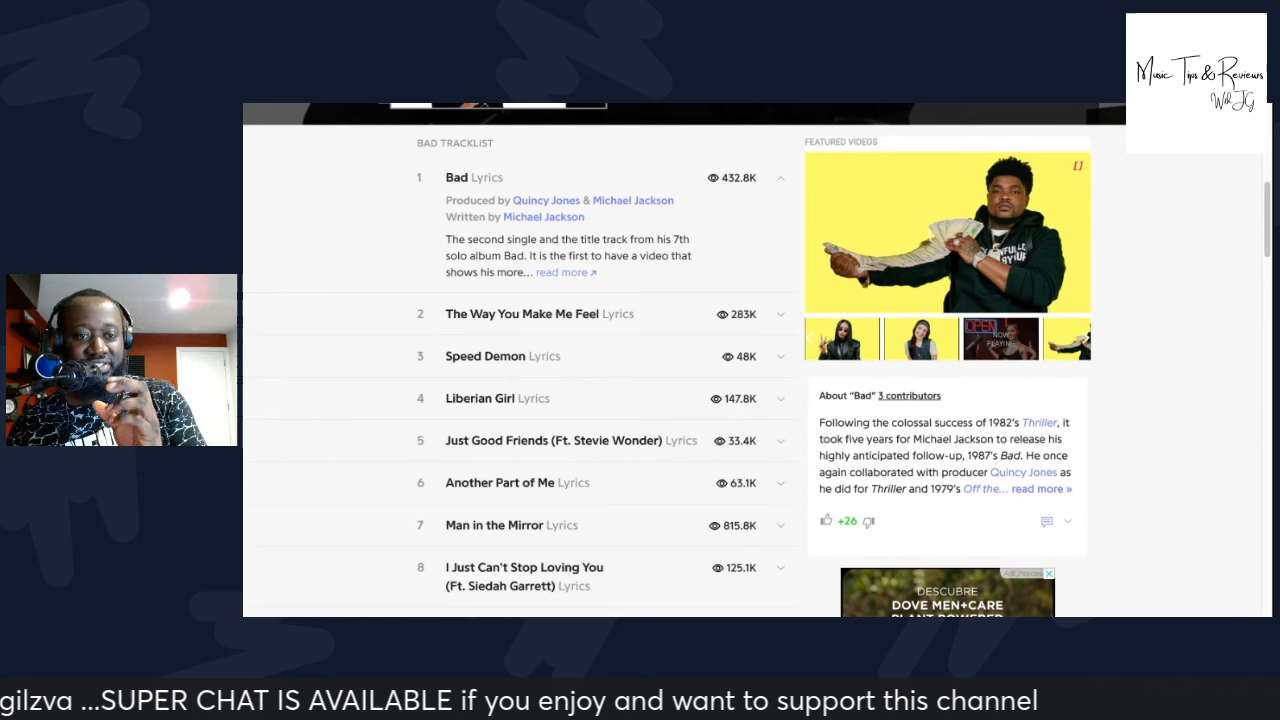 Music Tips & Reviews
With JG
BAD TRACKLIST
1 Bad Lyrics 432.8K
Produced by Quincy Jones & Michael Jackson
Written by Michael Jackson
The second single and the title track from his 7th
solo album Bad. It is the first to have a video that
shows his more... read more
2 The Way You Make Me Feel Lyrics 283K
3 Speed Demon Lyrics 48K
4 Liberian Girl Lyrics 147.8K
5 Just Good Friends (Ft. Stevie Wonder) Lyrics 33.4K
6 Another Part of Me Lyrics 63.1K
7 Man in the Mirror Lyrics 815.8K
8 I Just Can't Stop Loving You 125.1K
(Ft. Siedah Garrett) Lyrics
FEATURED VIDEOS
OPEN
NOW
PLAYING
About “Bad” 3 contributors
Following the colossal success of 1982’s Thriller, it
took five years for Michael Jackson to release his
highly anticipated follow-up, 1987’s Bad. He once
again collaborated with producer Quincy Jones as
he did for Thriller and 1979’s Off the... read more »
+26
AdChoices
DESCUBRE
DOVE MEN+CARE
PLANT POWERED
gilzva ...SUPER CHAT IS AVAILABLE if you enjoy and want to support this channel